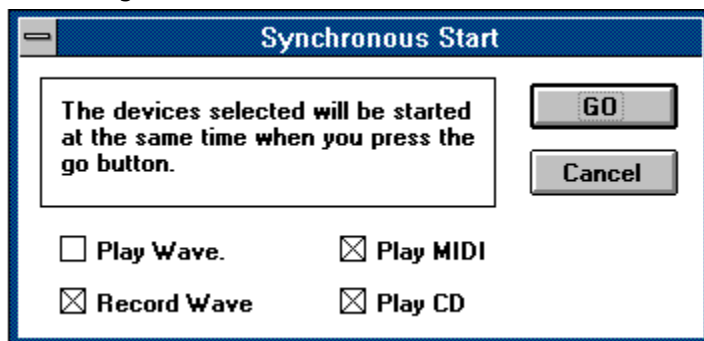 Synchronous Start
The devices selected will be started
at the same time when you press the
go button.
GO
Cancel
Play Wave.
Play MIDI
Record Wave
Play CD